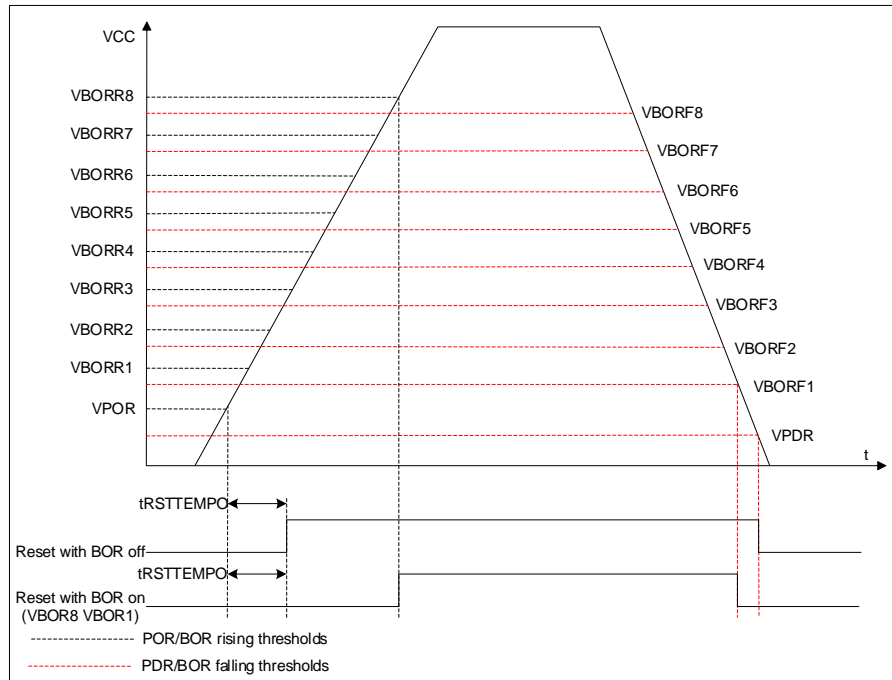 VCC
VBORR8
VBORF8
VBORR7
VBORF7
VBORR6
VBORF6
VBORR5
VBORF5
VBORR4
VBORF4
VBORR3
VBORF3
VBORR2
VBORF2
VBORR1
VBORF1
VPOR
VPDR
t
tRSTTEMPO
Reset with BOR off
tRSTTEMPO
Reset with BOR on
(VBOR8 VBOR1)
POR/BOR rising thresholds
PDR/BOR falling thresholds